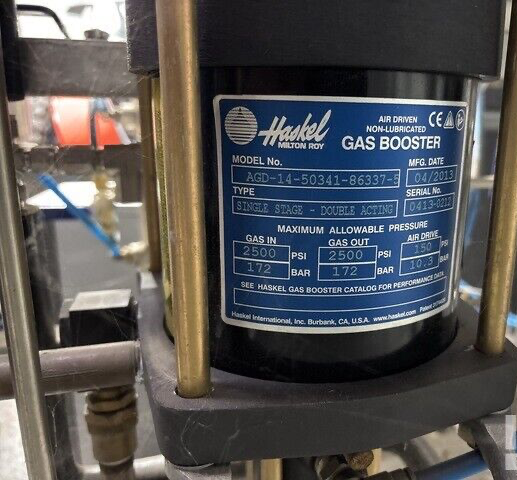 Haskel
MILTON ROY
AIR DRIVEN
NON-LUBRICATED
CE
GAS BOOSTER
MODEL No.
AGD-14-50341-86337-5
MFG. DATE
04/2013
TYPE
SINGLE STAGE - DOUBLE ACTING
SERIAL No.
0413-0212
MAXIMUM ALLOWABLE PRESSURE
GAS IN
2500 PSI
172 BAR
GAS OUT
2500 PSI
172 BAR
AIR DRIVE
150 PSI
10.3 BAR
SEE HASKEL GAS BOOSTER CATALOG FOR PERFORMANCE DATA.
Haskel International, Inc. Burbank, CA, U.S.A. www.haskel.com